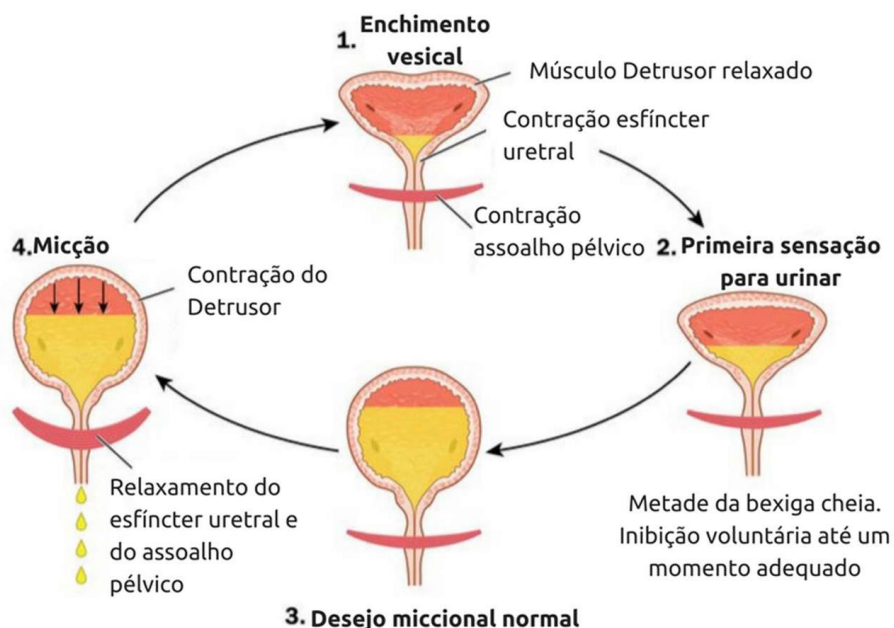 1. Enchimento
vesical
Músculo Detrusor relaxado
Contração esfíncter
uretral
Contração
assoalho pélvico
2. Primeira sensação
para urinar
Metade da bexiga cheia.
Inibição voluntária até um
momento adequado
3. Desejo miccional normal
4. Micção
Contração do
Detrusor
Relaxamento do
esfíncter uretral e
do assoalho
pélvico